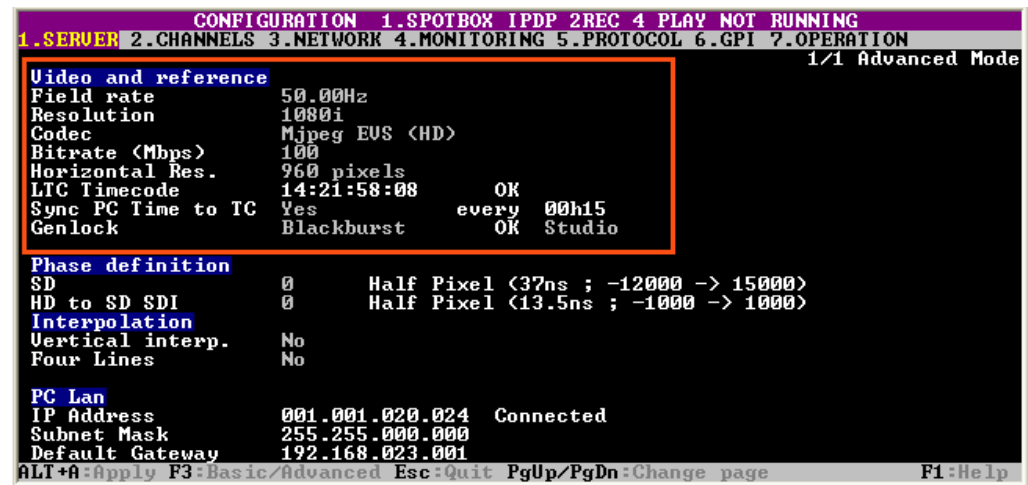 CONFIGURATION 1.SPOTBOX IPDP 2REC 4 PLAY NOT RUNNING
1.SERVER 2.CHANNELS 3.NETWORK 4.MONITORING 5.PROTOCOL 6.GPI 7.OPERATION
1/1 Advanced Mode
Video and reference
Field rate 50.00Hz
Resolution 1080i
Codec Mjpeg EVS (HD)
Bitrate (Mbps) 100
Horizontal Res. 960 pixels
LTC Timecode 14:21:58:08 OK
Sync PC Time to TC Yes every 00h15
Genlock Blackburst OK Studio
Phase definition
SD 0 Half Pixel (37ns ; -12000 -> 15000)
HD to SD SDI 0 Half Pixel (13.5ns ; -1000 -> 1000)
Interpolation
Vertical interp. No
Four Lines No
PC Lan
IP Address 001.001.020.024 Connected
Subnet Mask 255.255.000.000
Default Gateway 192.168.023.001
ALT+A:Apply F3:Basic/Advanced Esc:Quit PgUp/PgDn:Change page F1:Help